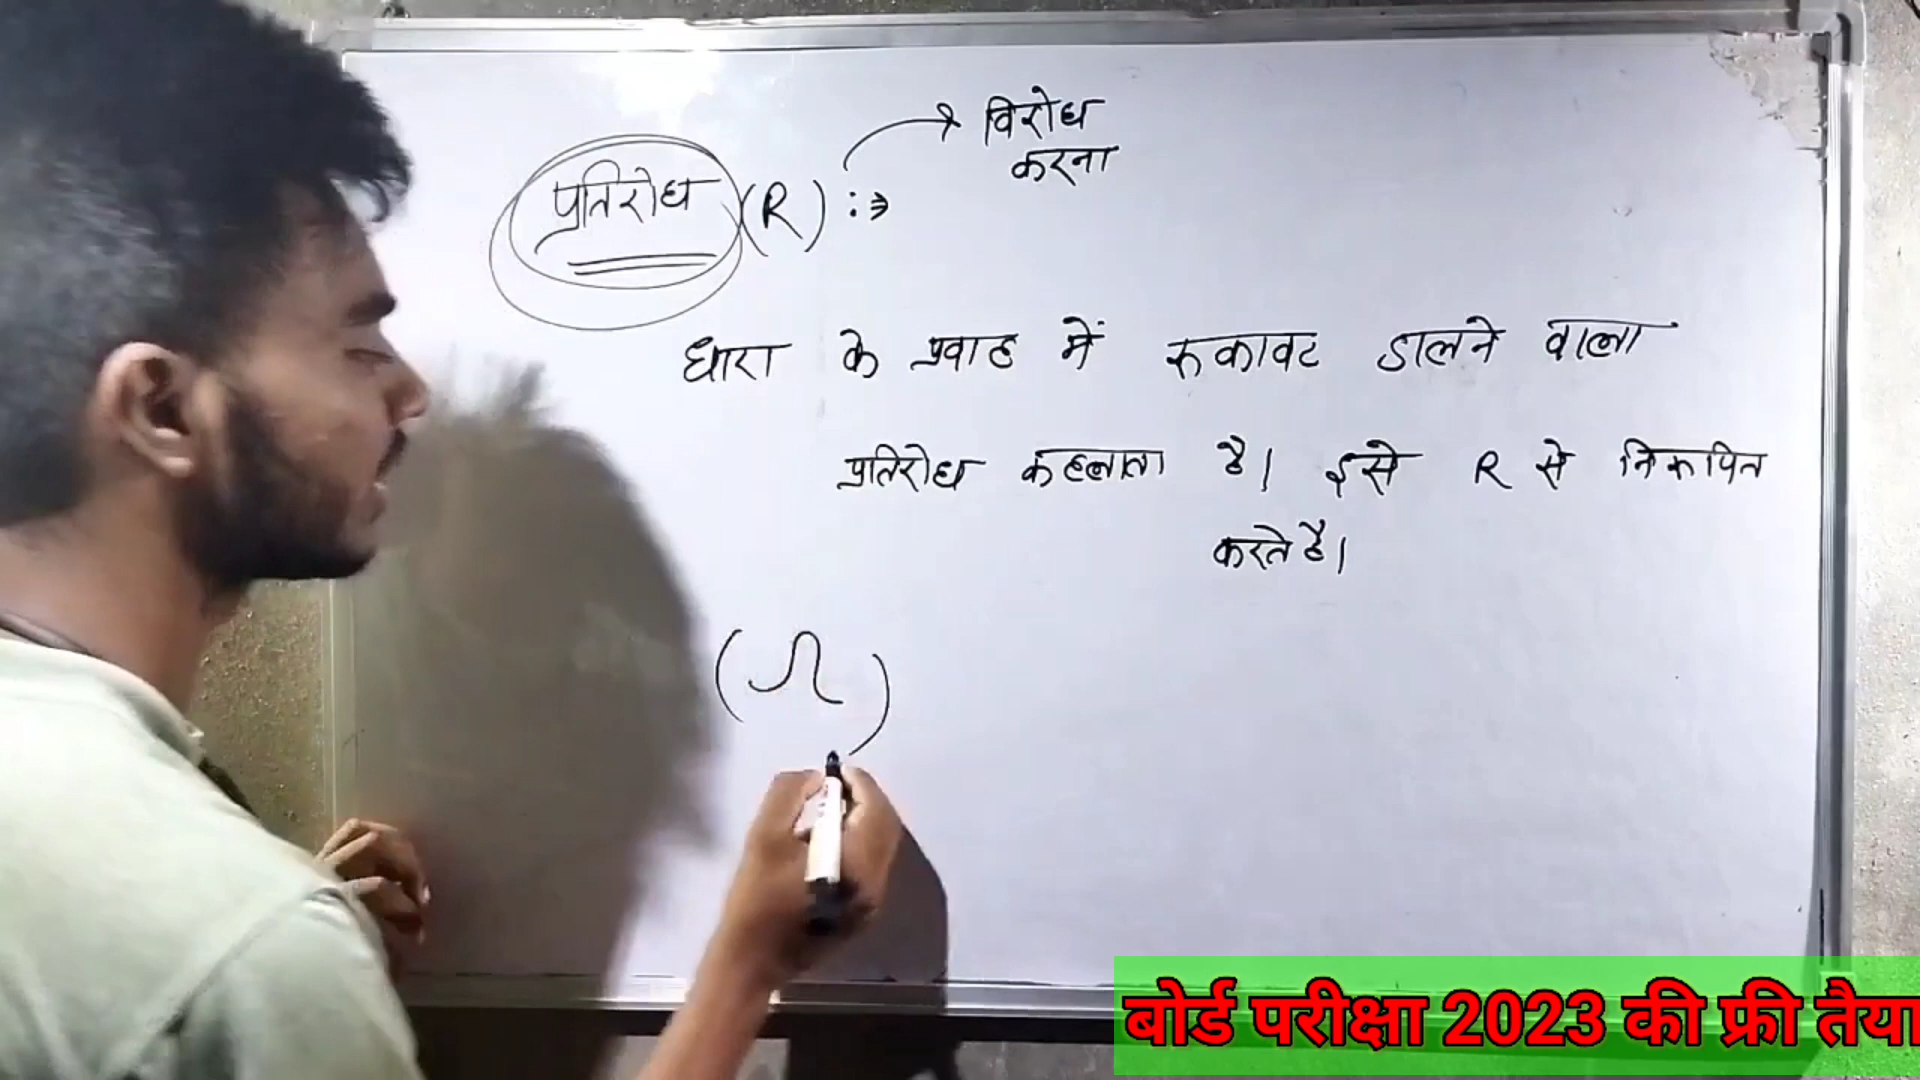 विरोध
करना
प्रतिरोध (R) :⇒
धारा के प्रवाह में रुकावट डालने वाला
प्रतिरोध कहलाता है। इसे R से निरूपित
करते है।
(Ω)
बोर्ड परीक्षा 2023 की फ्री तैया